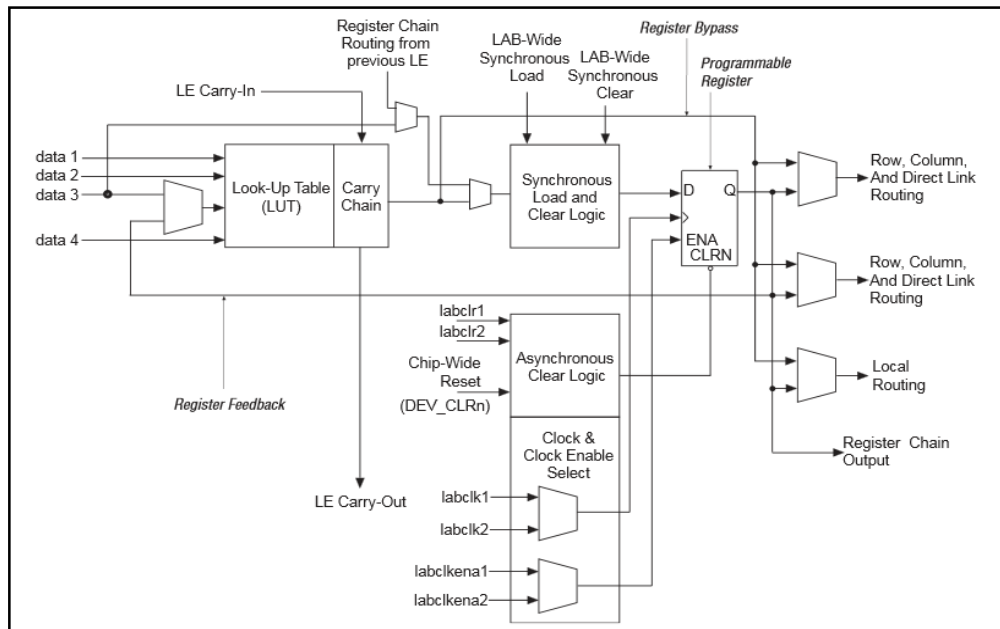 Register Chain
Routing from
previous LE
LAB-Wide
Synchronous
Load
LAB-Wide
Synchronous
Clear
Register Bypass
Programmable
Register
LE Carry-In
data 1
data 2
data 3
data 4
Look-Up Table
(LUT)
Carry
Chain
Synchronous
Load and
Clear Logic
D
Q
ENA
CLRN
Row, Column,
And Direct Link
Routing
Row, Column,
And Direct Link
Routing
Local
Routing
Register Chain
Output
Register Feedback
labclr1
labclr2
Chip-Wide
Reset
(DEV_CLRn)
Asynchronous
Clear Logic
Clock &
Clock Enable
Select
LE Carry-Out
labclk1
labclk2
labclkena1
labclkena2